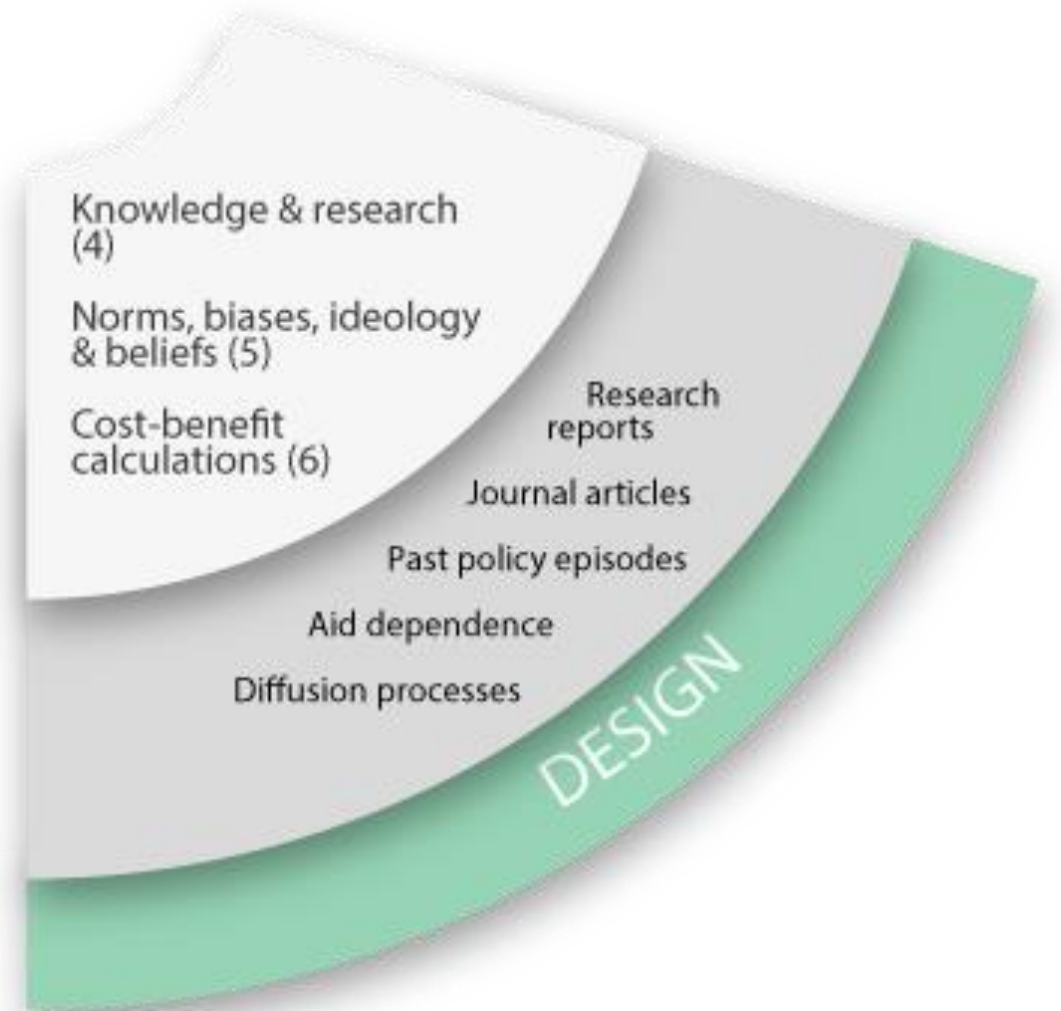 Knowledge & research
(4)
Norms, biases, ideology
& beliefs (5)
Cost-benefit
calculations (6)
Research
reports
Journal articles
Past policy episodes
Aid dependence
Diffusion processes
DESIGN